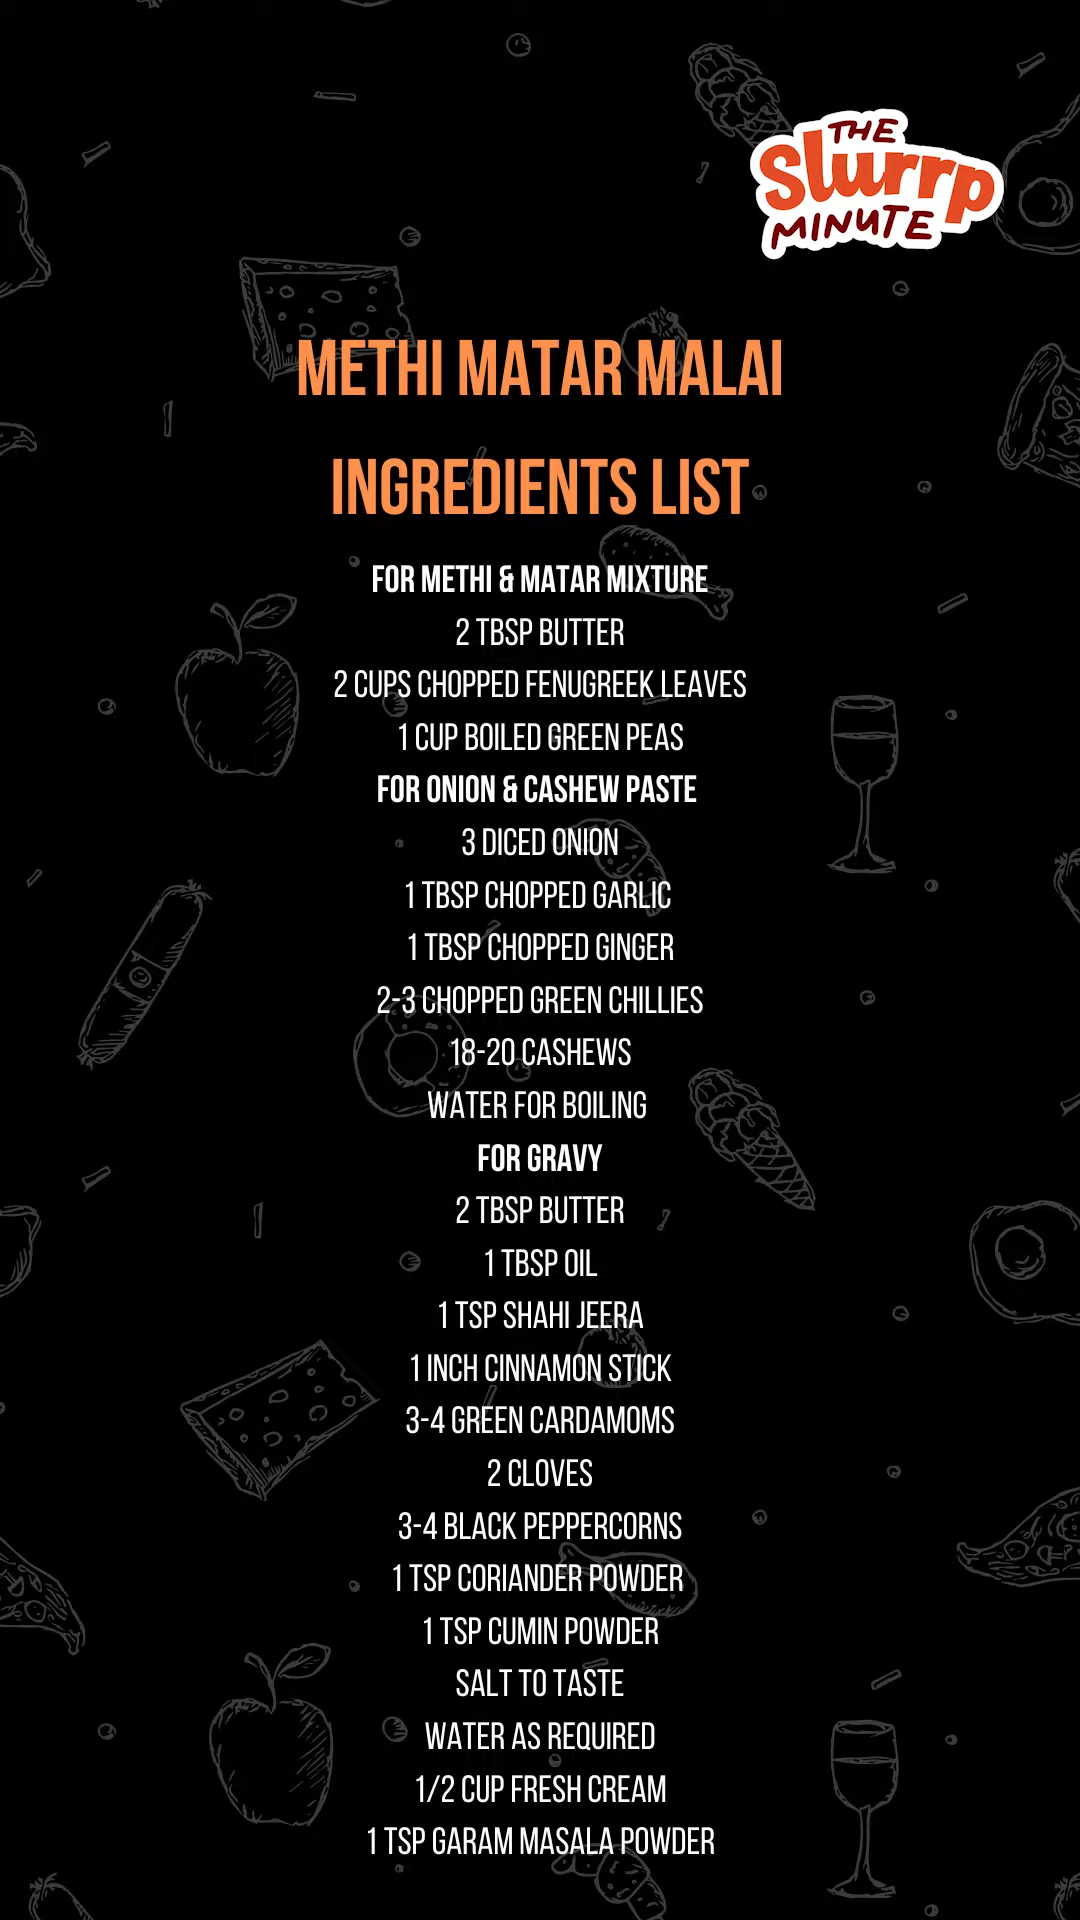 THE
Slurrp
MINUTE
METHI MATAR MALAI
INGREDIENTS LIST
FOR METHI & MATAR MIXTURE
2 TBSP BUTTER
2 CUPS CHOPPED FENUGREEK LEAVES
1 CUP BOILED GREEN PEAS
FOR ONION & CASHEW PASTE
3 DICED ONION
1 TBSP CHOPPED GARLIC
1 TBSP CHOPPED GINGER
2-3 CHOPPED GREEN CHILLIES
18-20 CASHEWS
WATER FOR BOILING
FOR GRAVY
2 TBSP BUTTER
1 TBSP OIL
1 TSP SHAHI JEERA
1 INCH CINNAMON STICK
3-4 GREEN CARDAMOMS
2 CLOVES
3-4 BLACK PEPPERCORNS
1 TSP CORIANDER POWDER
1 TSP CUMIN POWDER
SALT TO TASTE
WATER AS REQUIRED
1/2 CUP FRESH CREAM
1 TSP GARAM MASALA POWDER